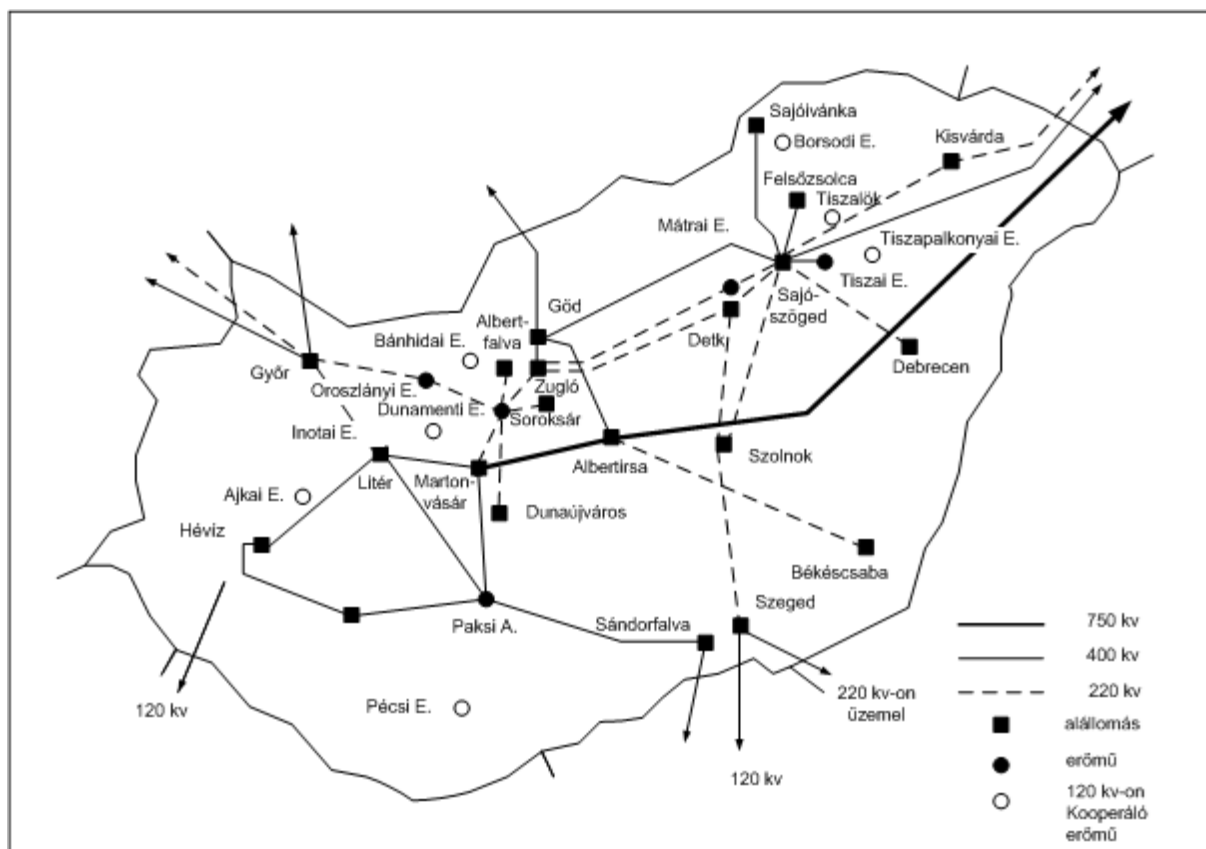 Sajóivánka
Borsodi E.
Kisvárda
Felsőzsolca
Tiszalök
Mátrai E.
Tiszapalkonyai E.
Tiszai E.
Sajó-
szöged
Göd
Albert-
falva
Bánhidai E.
Detk
Debrecen
Győr
Zugló
Oroszlányi E.
Dunamenti E.
Soroksár
Inotai E.
Albertirsa
Szolnok
Litér
Marton-
vásár
Ajkai E.
Dunaújváros
Hévíz
Békéscsaba
Szeged
Paksi A.
Sándorfalva
Pécsi E.
120 kv
120 kv
220 kv-on
üzemel
750 kv
400 kv
220 kv
alállomás
erőmű
120 kv-on
Kooperáló
erőmű